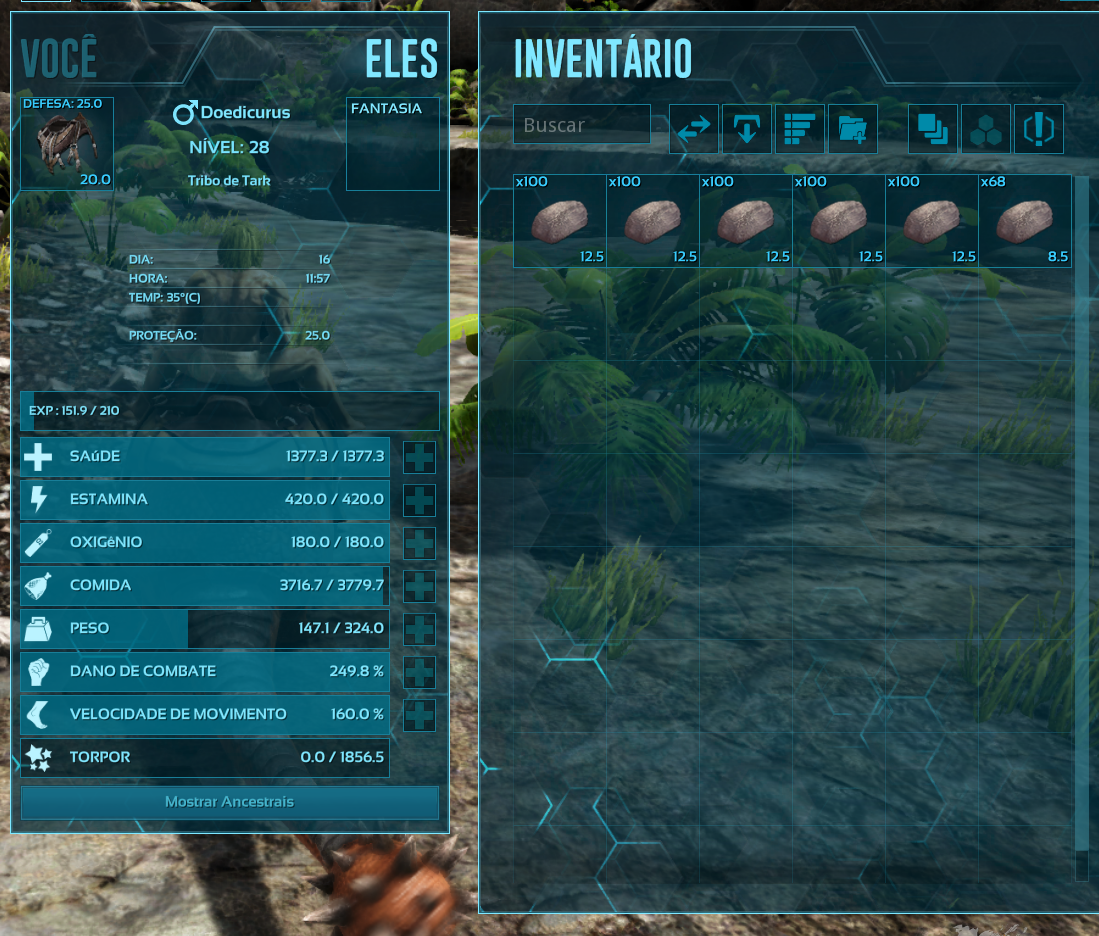 VOCÊ
ELES
DEFESA: 25.0
20.0
Doedicurus
NÍVEL: 28
Tribo de Tark
FANTASIA
DIA: 16
HORA: 11:57
TEMP: 35°(C)
PROTEÇÃO: 25.0
EXP : 151.9 / 210
SAúDE 1377.3 / 1377.3
ESTAMINA 420.0 / 420.0
OXIGêNIO 180.0 / 180.0
COMIDA 3716.7 / 3779.7
PESO 147.1 / 324.0
DANO DE COMBATE 249.8 %
VELOCIDADE DE MOVIMENTO 160.0 %
TORPOR 0.0 / 1856.5
Mostrar Ancestrais
INVENTÁRIO
Buscar
x100 x100 x100 x100 x100 x68
12.5 12.5 12.5 12.5 12.5 8.5